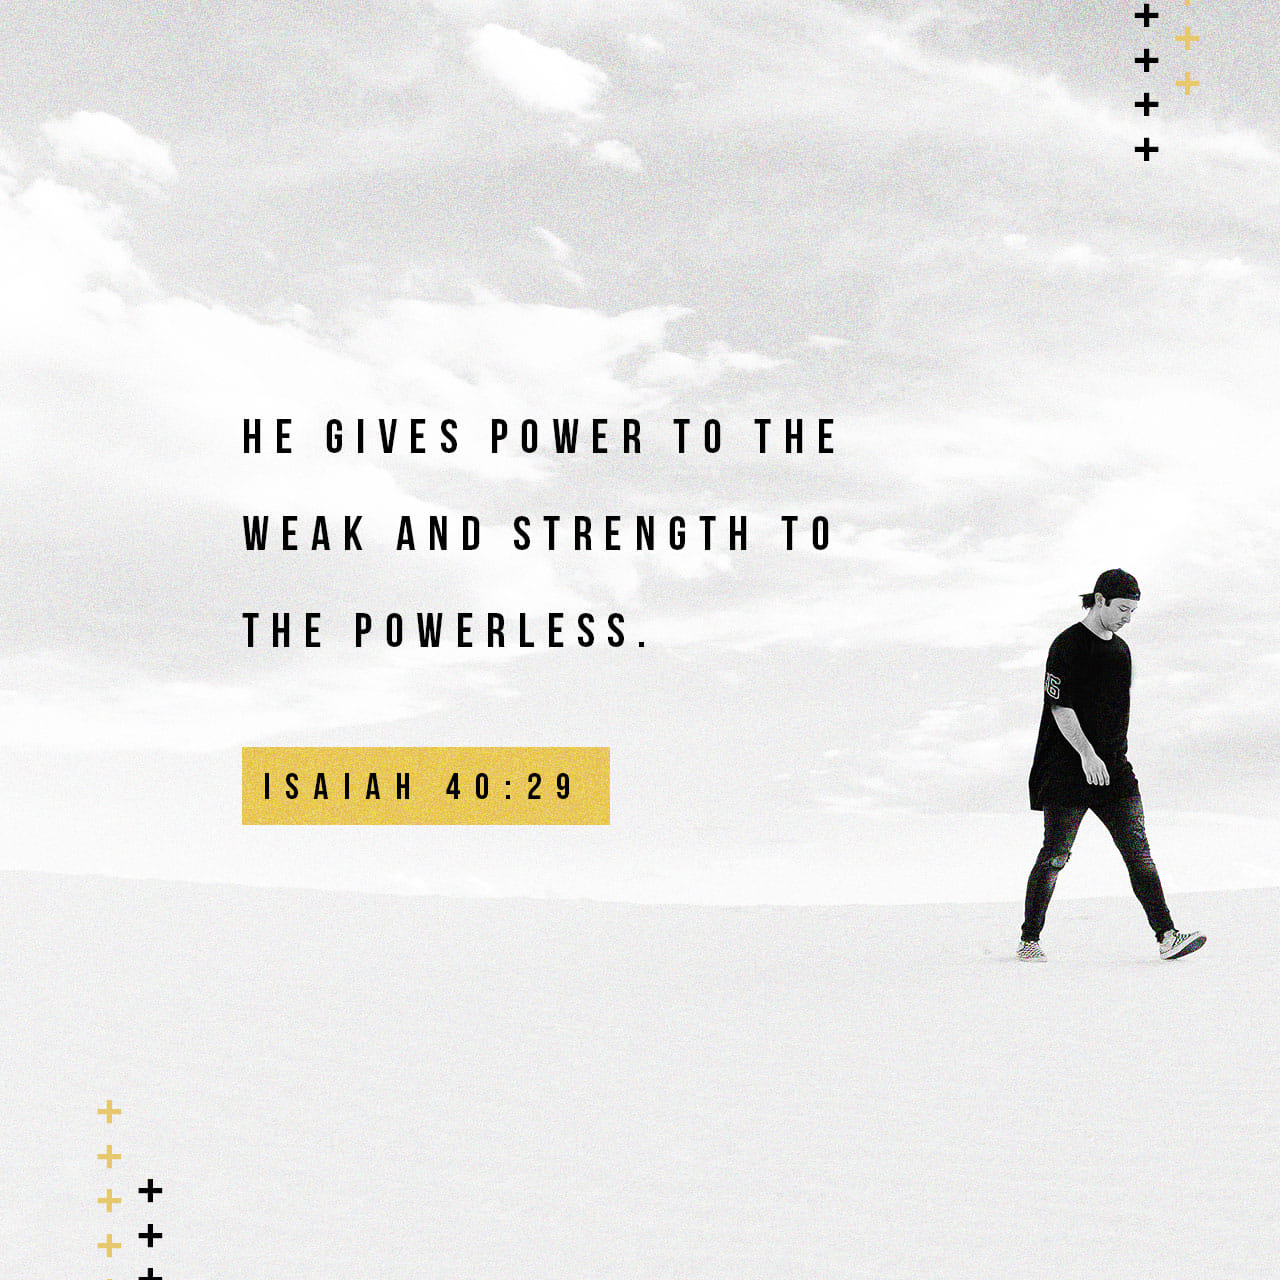 HE GIVES POWER TO THE
WEAK AND STRENGTH TO
THE POWERLESS.
ISAIAH 40:29